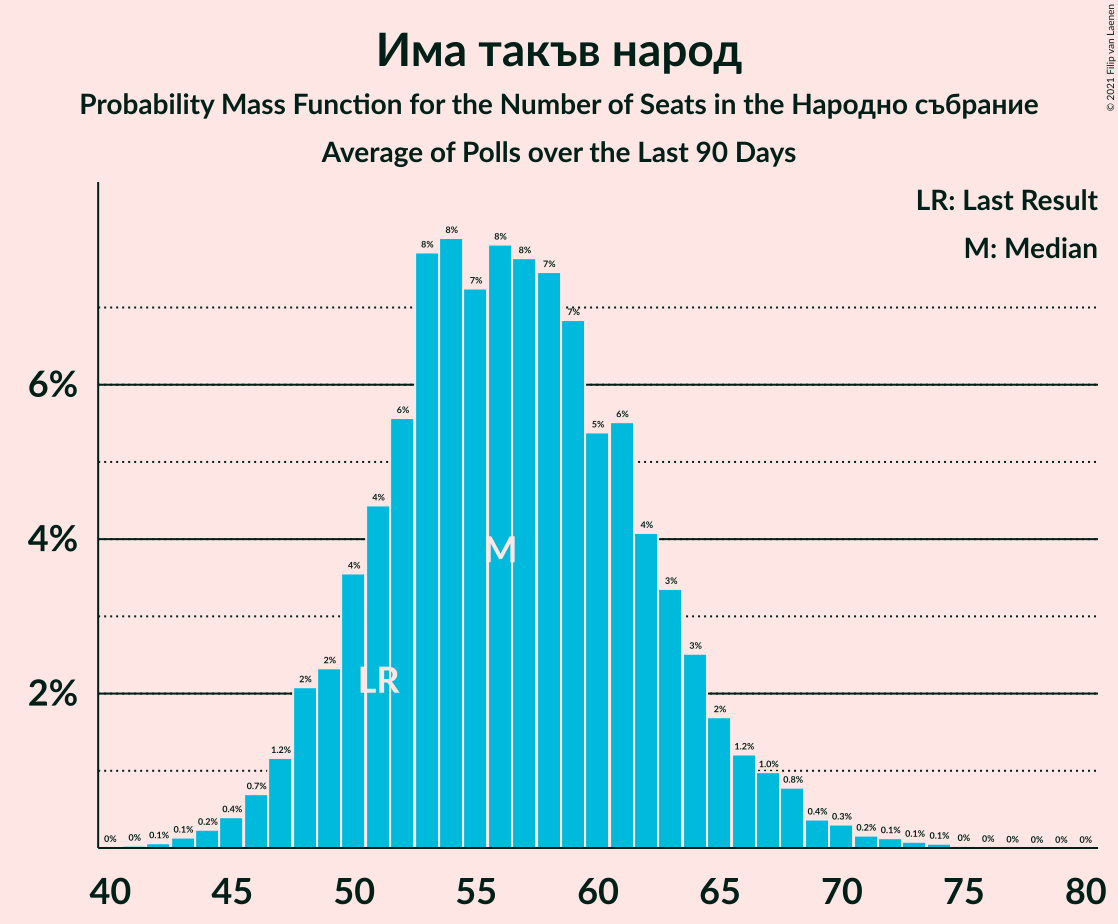 Има такъв народ
Probability Mass Function for the Number of Seats in the Народно събрание
Average of Polls over the Last 90 Days
© 2021 Filip van Laenen
LR: Last Result
M: Median
6%
4%
2%
0% 0% 0.1% 0.1% 0.2% 0.4% 0.7% 1.2% 2% 2% 4% 4% 6% 8% 8% 7% 8% 8% 7% 7% 5% 6% 4% 3% 3% 2% 1.2% 1.0% 0.8% 0.4% 0.3% 0.2% 0.1% 0.1% 0.1% 0% 0% 0% 0% 0% 0%
M
LR
40 45 50 55 60 65 70 75 80